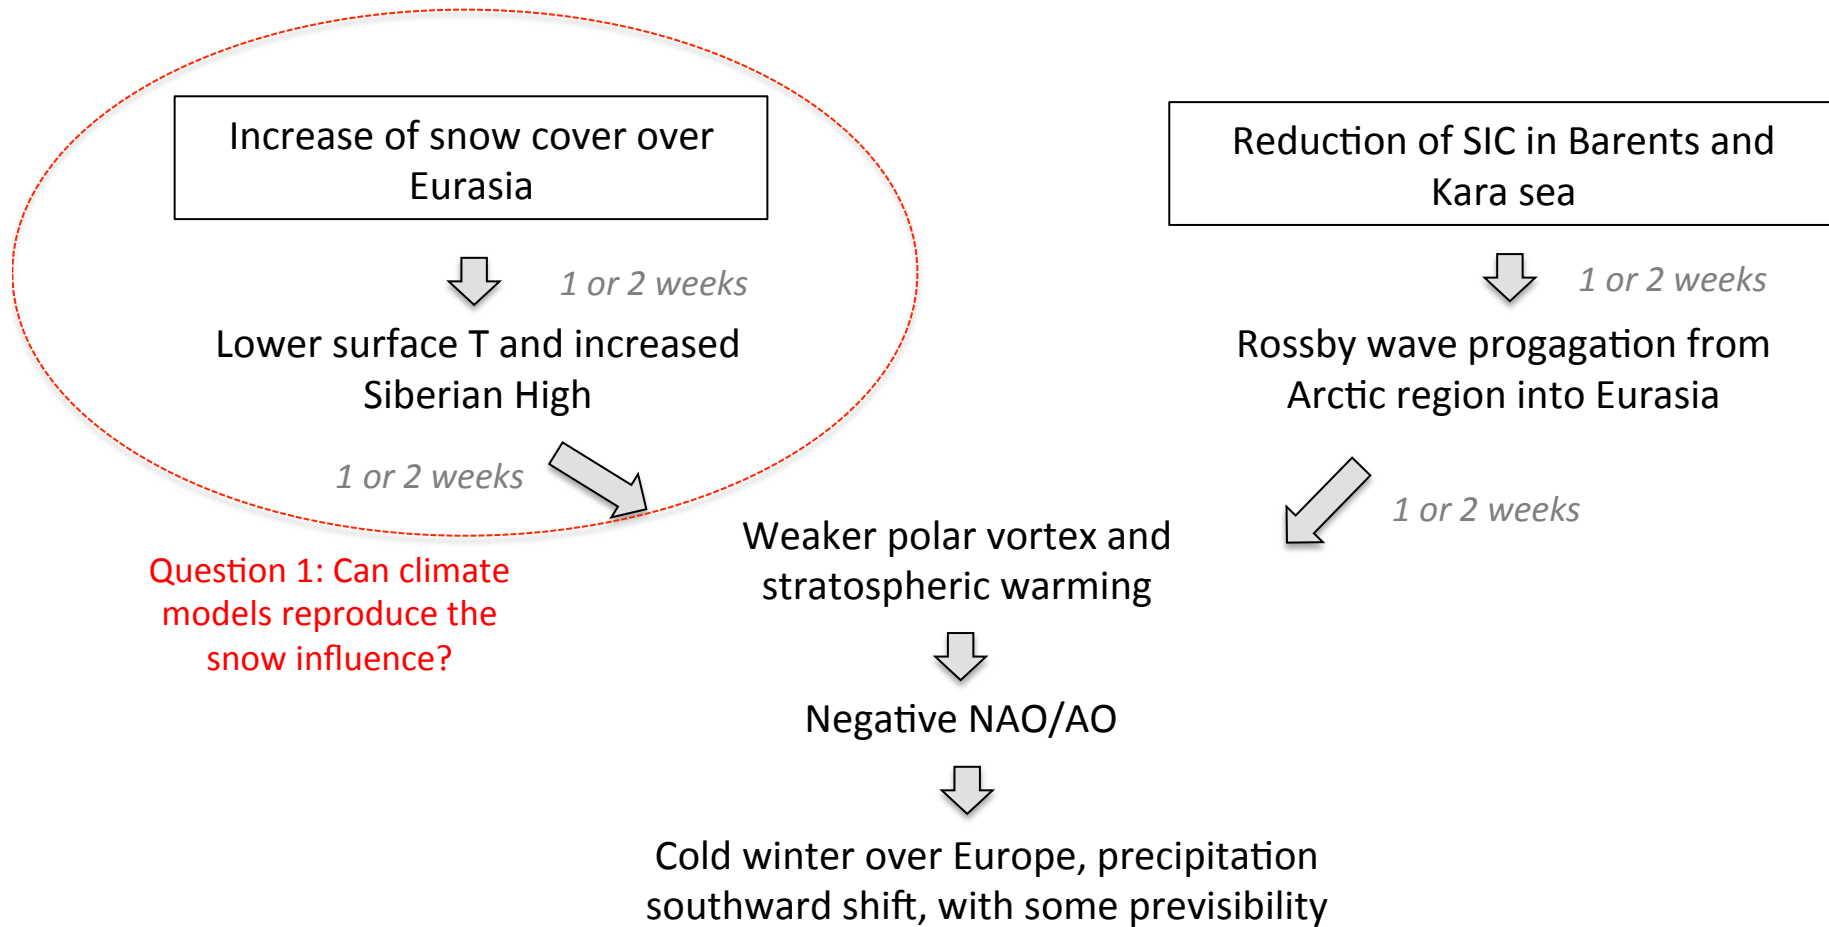 Increase of snow cover over
Eurasia
1 or 2 weeks
Lower surface T and increased
Siberian High
1 or 2 weeks
Question 1: Can climate
models reproduce the
snow influence?
Reduction of SIC in Barents and
Kara sea
1 or 2 weeks
Rossby wave progagation from
Arctic region into Eurasia
1 or 2 weeks
Weaker polar vortex and
stratospheric warming
Negative NAO/AO
Cold winter over Europe, precipitation
southward shift, with some previsibility